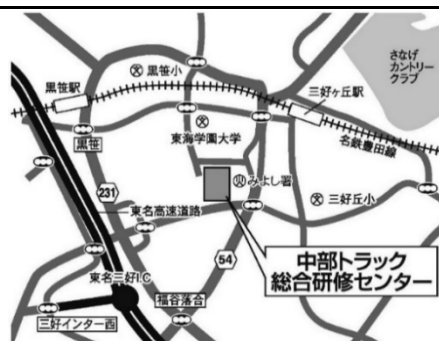 さなげ
カントリー
クラブ
黒笹駅
黒笹小
三好ヶ丘駅
黒笹
東海学園大学
名鉄豊田線
みよし署
三好丘小
231
東名高速道路
54
中部トラック
総合研修センター
東名三好I.C
福谷落合
三好インター西